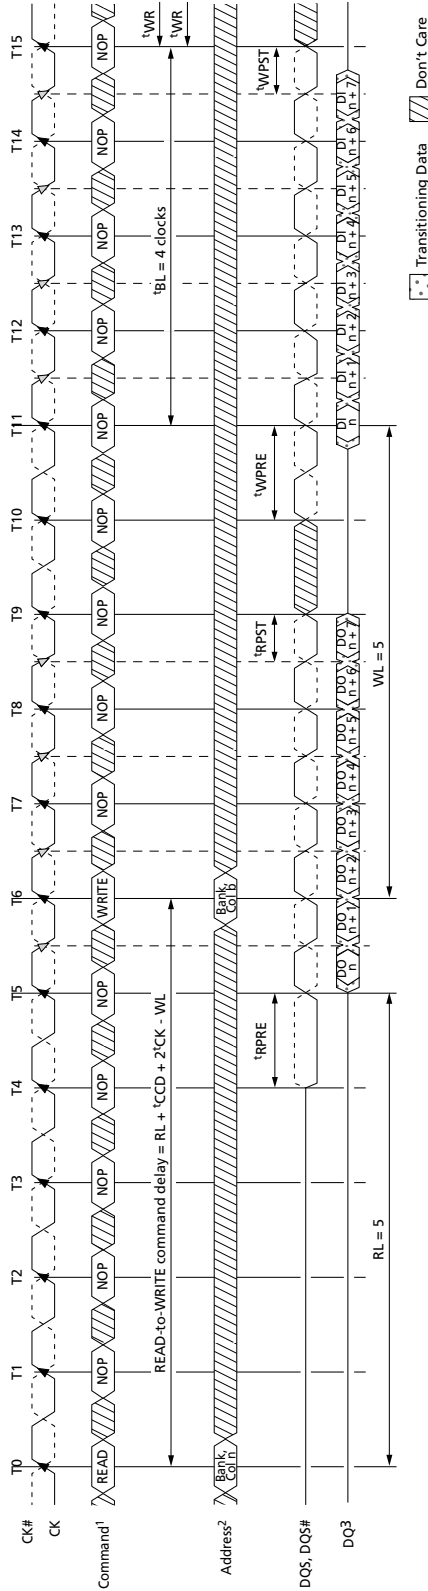 T0 T1 T2 T3 T4 T5 T6 T7 T8 T9 T10 T11 T12 T13 T14 T15
CK#
CK
Command1 READ NOP NOP NOP NOP NOP WRITE NOP NOP NOP NOP NOP NOP NOP NOP NOP
tWR
READ-to-WRITE command delay = RL + tCCD + 2tCK - WL
tBL = 4 clocks
tWR
Address2
Bank,
Col n
Bank,
Col b
tRPRE tRPST tWPRE tWPST
DQS, DQS#
DQ3
DO
n
DO
n + 1
DO
n + 2
DO
n + 3
DO
n + 4
DO
n + 5
DO
n + 6
DO
n + 7
DI
n
DI
n + 1
DI
n + 2
DI
n + 3
DI
n + 4
DI
n + 5
DI
n + 6
DI
n + 7
RL = 5 WL = 5
Transitioning Data Don't Care